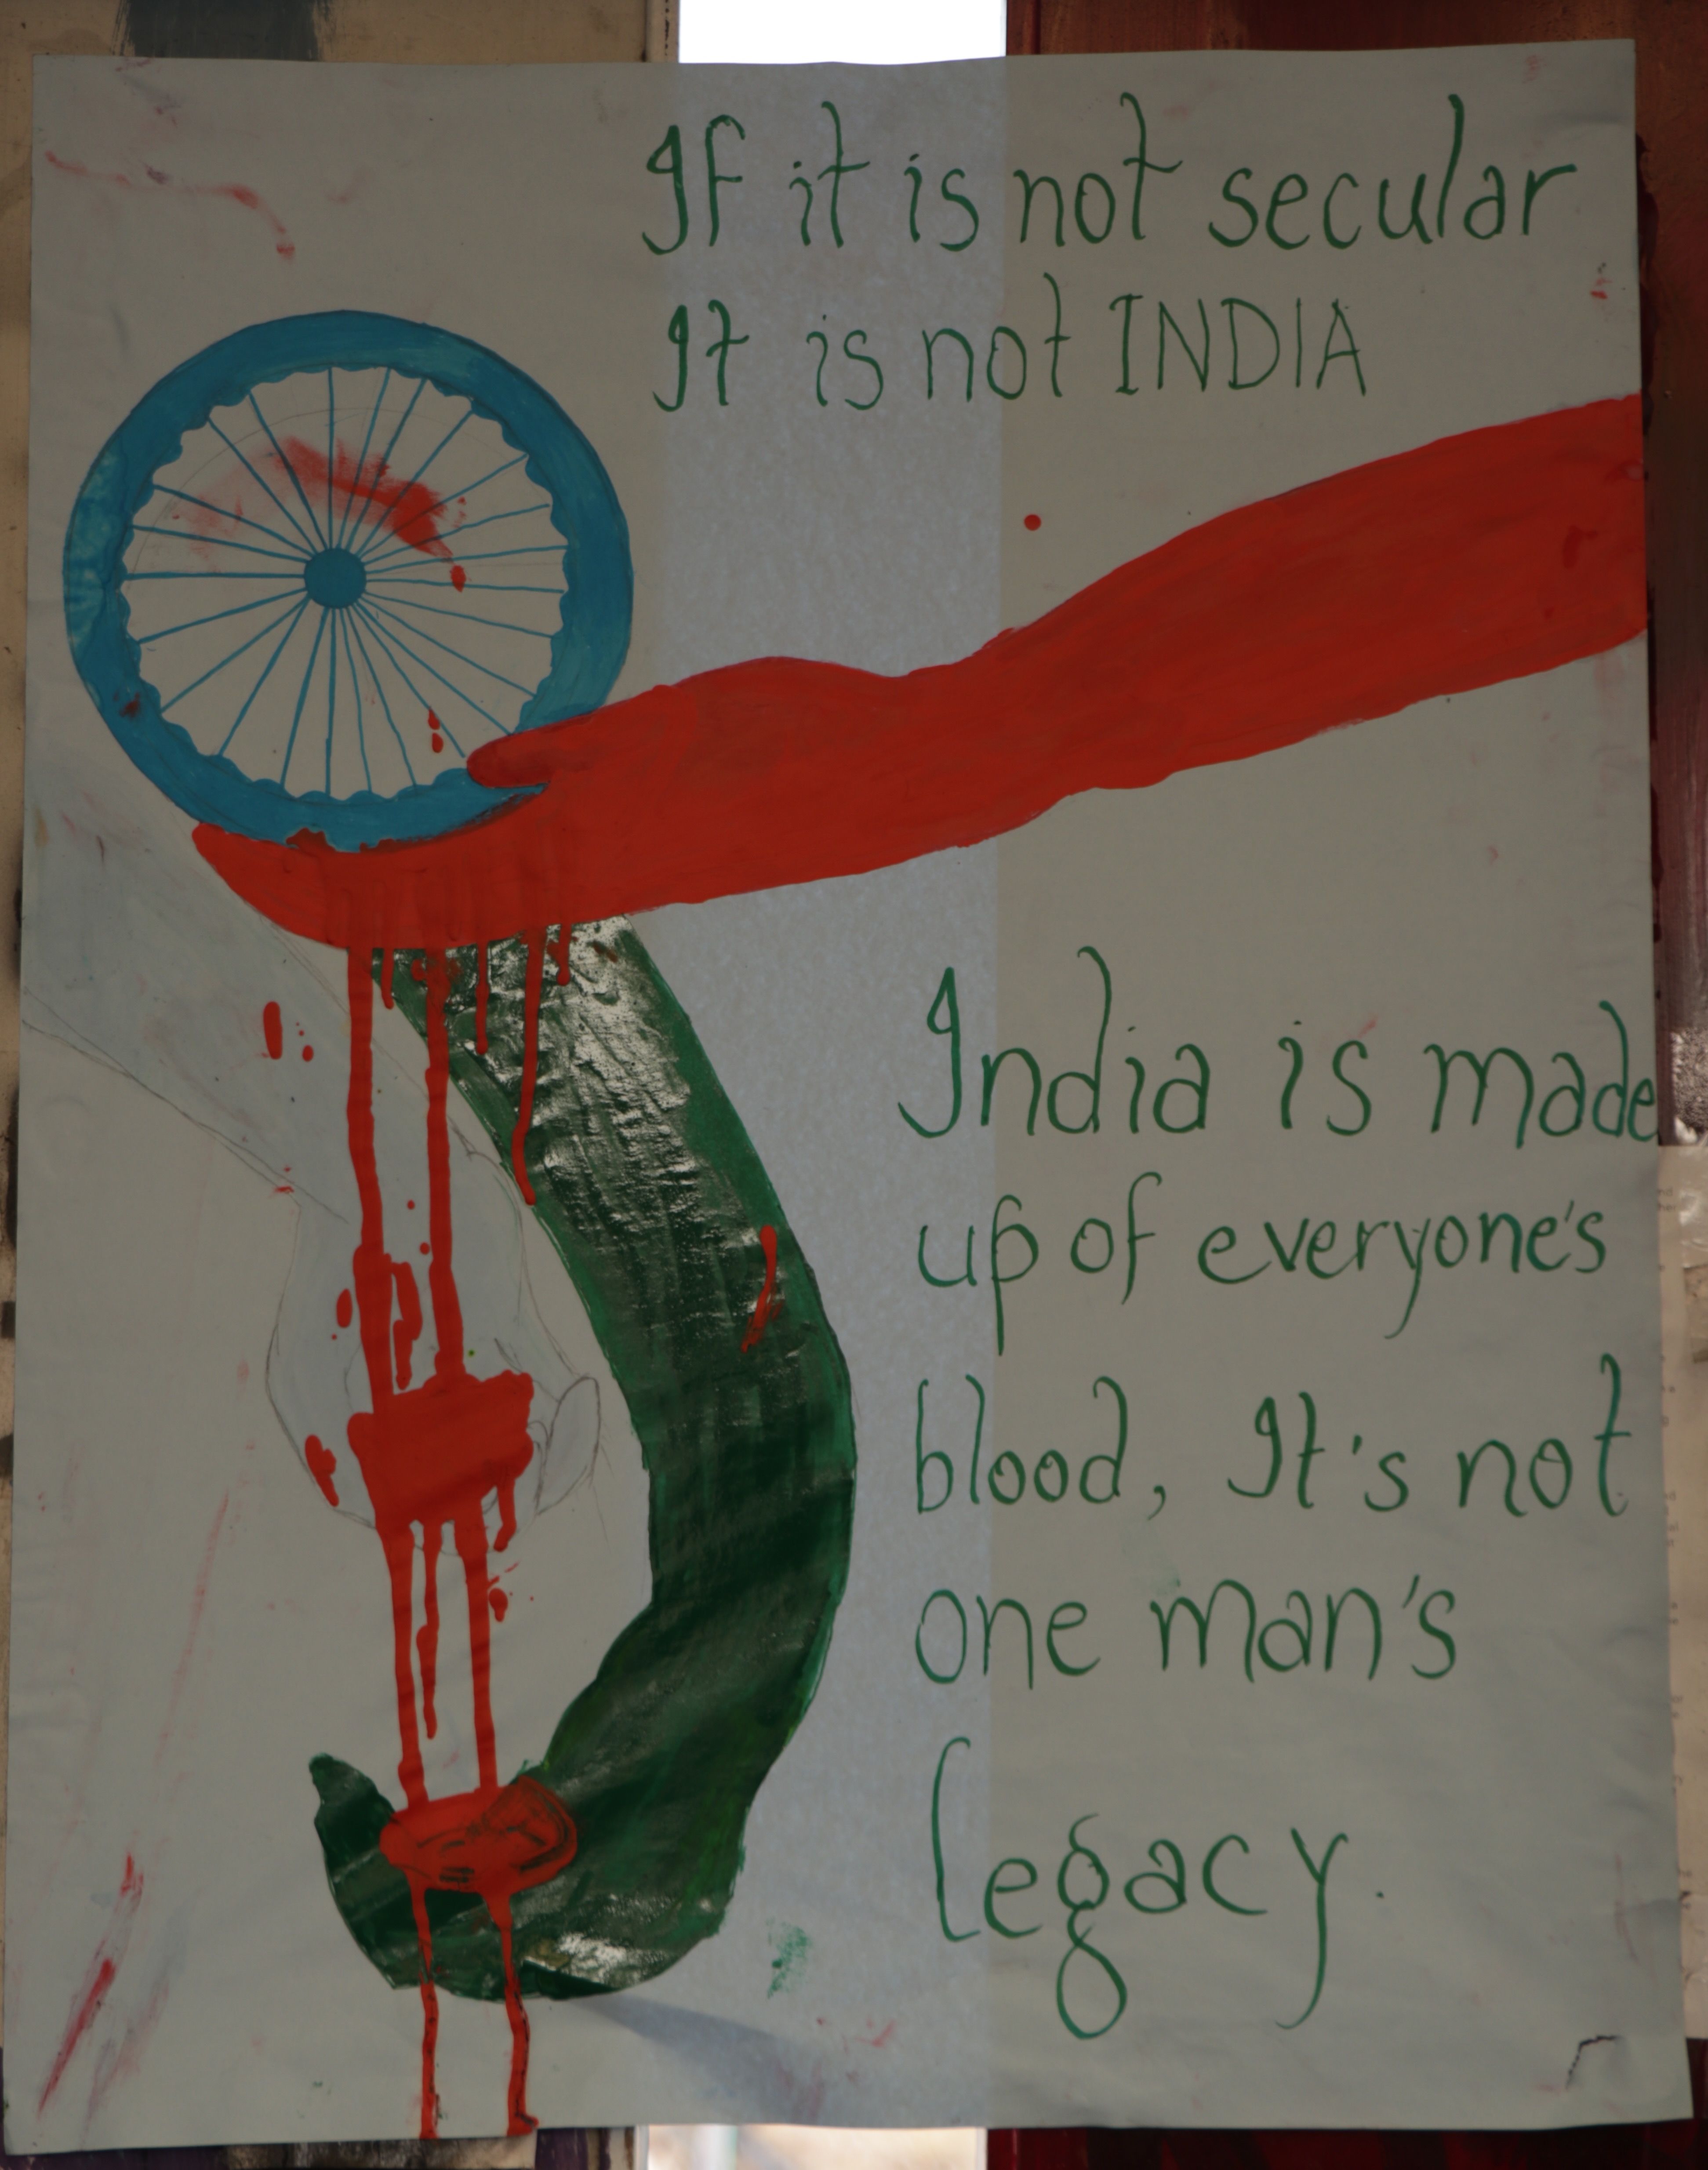 If it is not secular
It is not INDIA
India is made
up of everyone's
blood, It's not
one man's
legacy.